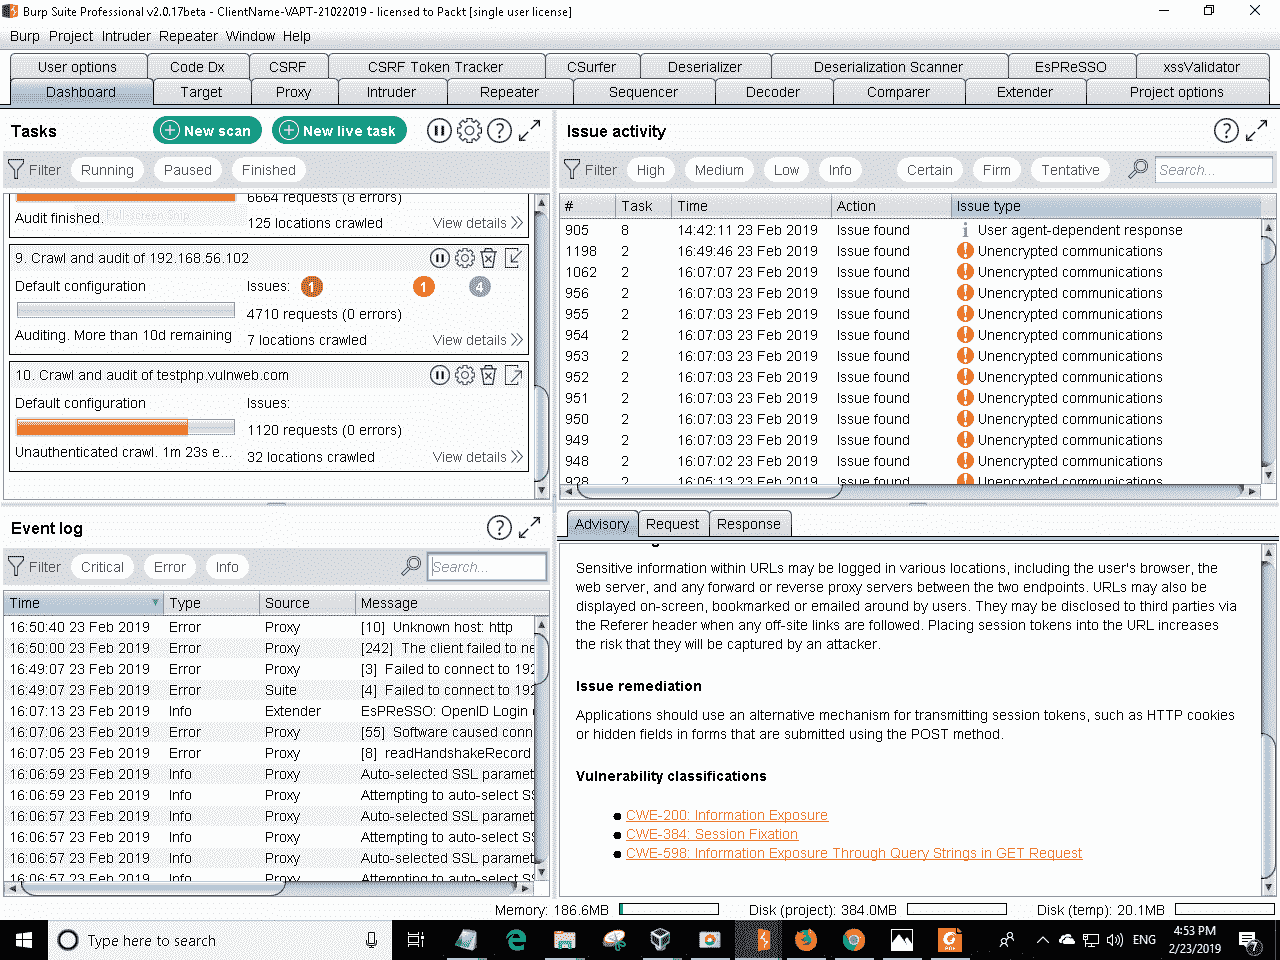 Burp Suite Professional v2.0.17beta - ClientName-VAPT-21022019 - licensed to Packt [single user license]
Burp Project Intruder Repeater Window Help
User options Code Dx CSRF CSRF Token Tracker CSurfer Deserializer Deserialization Scanner EsPReSSO xssValidator
Dashboard Target Proxy Intruder Repeater Sequencer Decoder Comparer Extender Project options
Tasks New scan New live task
Filter Running Paused Finished
6664 requests (8 errors)
Audit finished.
125 locations crawled View details
9. Crawl and audit of 192.168.56.102
Default configuration Issues: 1 1 4
4710 requests (0 errors)
Auditing. More than 10d remaining 7 locations crawled View details
10. Crawl and audit of testphp.vulnweb.com
Default configuration Issues:
1120 requests (0 errors)
Unauthenticated crawl. 1m 23s e... 32 locations crawled View details
Issue activity
Filter High Medium Low Info Certain Firm Tentative Search...
# Task Time Action Issue type
905 8 14:42:11 23 Feb 2019 Issue found User agent-dependent response
1198 2 16:49:46 23 Feb 2019 Issue found Unencrypted communications
1062 2 16:07:07 23 Feb 2019 Issue found Unencrypted communications
956 2 16:07:03 23 Feb 2019 Issue found Unencrypted communications
955 2 16:07:03 23 Feb 2019 Issue found Unencrypted communications
954 2 16:07:03 23 Feb 2019 Issue found Unencrypted communications
953 2 16:07:03 23 Feb 2019 Issue found Unencrypted communications
952 2 16:07:03 23 Feb 2019 Issue found Unencrypted communications
951 2 16:07:03 23 Feb 2019 Issue found Unencrypted communications
950 2 16:07:03 23 Feb 2019 Issue found Unencrypted communications
949 2 16:07:03 23 Feb 2019 Issue found Unencrypted communications
948 2 16:07:02 23 Feb 2019 Issue found Unencrypted communications
928 2 16:05:13 23 Feb 2019 Issue found Unencrypted communications
Event log
Filter Critical Error Info Search...
Time Type Source Message
16:50:40 23 Feb 2019 Error Proxy [10] Unknown host: http
16:50:00 23 Feb 2019 Error Proxy [242] The client failed to ne
16:49:07 23 Feb 2019 Error Proxy [3] Failed to connect to 192
16:49:07 23 Feb 2019 Error Suite [4] Failed to connect to 192
16:07:13 23 Feb 2019 Info Extender EsPReSSO: OpenID Login
16:07:06 23 Feb 2019 Error Proxy [55] Software caused conn
16:07:05 23 Feb 2019 Error Proxy [8] readHandshakeRecord
16:06:59 23 Feb 2019 Info Proxy Auto-selected SSL paramet
16:06:59 23 Feb 2019 Info Proxy Attempting to auto-select SS
16:06:57 23 Feb 2019 Info Proxy Auto-selected SSL paramet
16:06:57 23 Feb 2019 Info Proxy Attempting to auto-select SS
16:06:57 23 Feb 2019 Info Proxy Auto-selected SSL paramet
16:06:57 23 Feb 2019 Info Proxy Attempting to auto-select SS
Advisory Request Response
Sensitive information within URLs may be logged in various locations, including the user's browser, the
web server, and any forward or reverse proxy servers between the two endpoints. URLs may also be
displayed on-screen, bookmarked or emailed around by users. They may be disclosed to third parties via
the Referer header when any off-site links are followed. Placing session tokens into the URL increases
the risk that they will be captured by an attacker.
Issue remediation
Applications should use an alternative mechanism for transmitting session tokens, such as HTTP cookies
or hidden fields in forms that are submitted using the POST method.
Vulnerability classifications
CWE-200: Information Exposure
CWE-384: Session Fixation
CWE-598: Information Exposure Through Query Strings in GET Request
Memory: 186.6MB Disk (project): 384.0MB Disk (temp): 20.1MB
Type here to search ENG 4:53 PM
2/23/2019 7